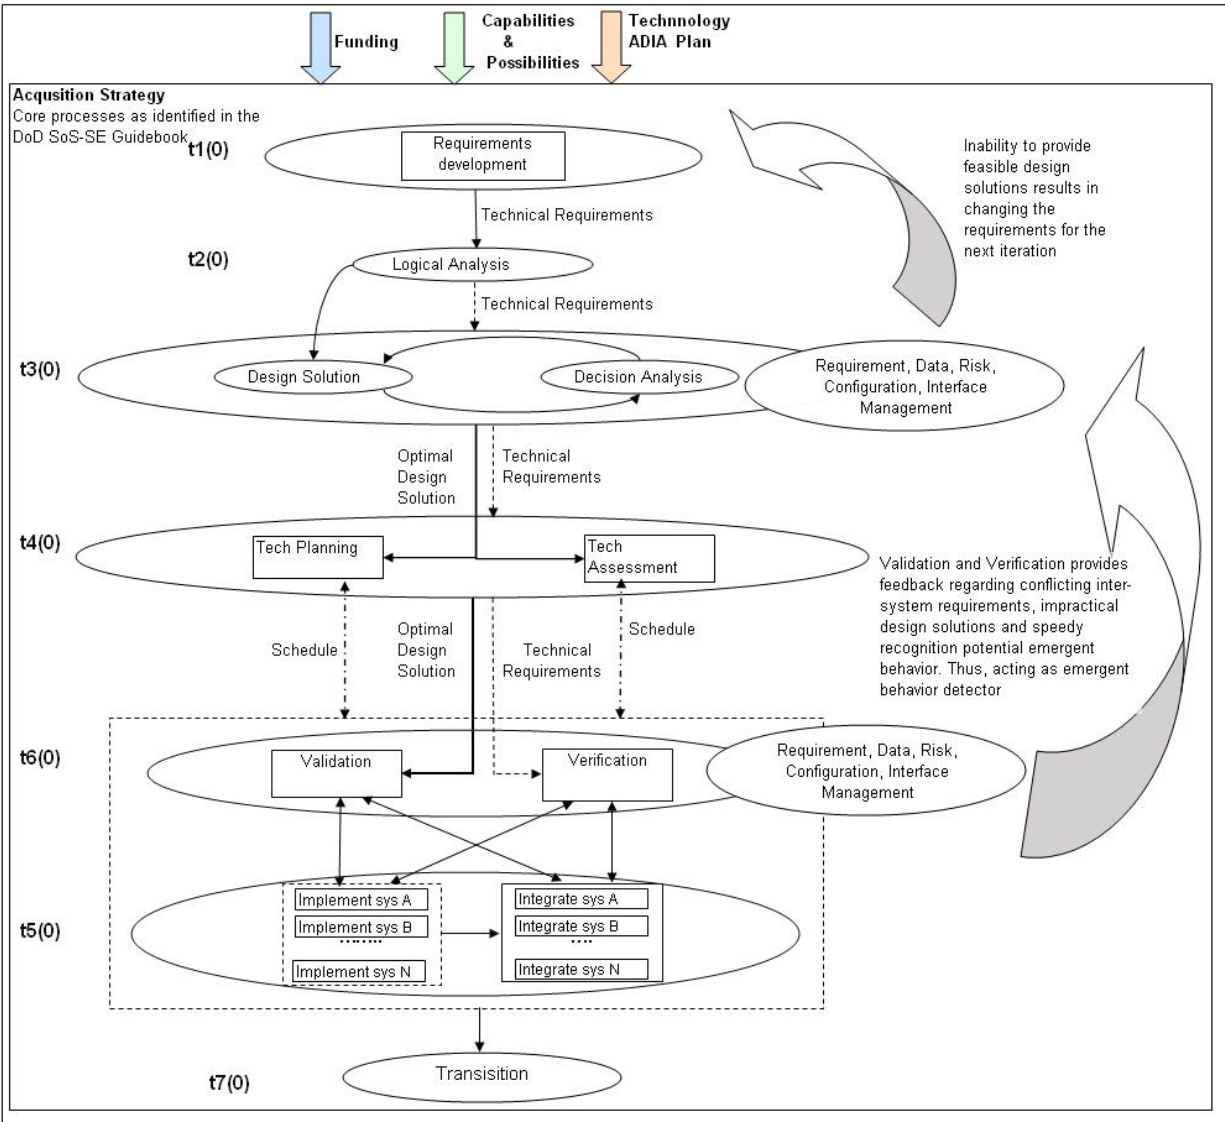 Funding
Capabilities
&
Possibilities
Technnology
ADIA Plan
Acqusition Strategy
Core processes as identified in the
DoD SoS-SE Guidebook
t1(0)
Requirements
development
Inability to provide
feasible design
solutions results in
changing the
requirements for the
next iteration
Technical Requirements
t2(0)
Logical Analysis
Technical Requirements
t3(0)
Design Solution
Decision Analysis
Requirement, Data, Risk,
Configuration, Interface
Management
Optimal
Design
Solution
Technical
Requirements
t4(0)
Tech Planning
Tech
Assessment
Validation and Verification provides
feedback regarding conflicting inter-
system requirements, impractical
design solutions and speedy
recognition potential emergent
behavior. Thus, acting as emergent
behavior detector
Schedule
Optimal
Design
Solution
Technical
Requirements
Schedule
t6(0)
Validation
Verification
Requirement, Data, Risk,
Configuration, Interface
Management
t5(0)
Implement sys A
Implement sys B
........
Implement sys N
Integrate sys A
Integrate sys B
....
Integrate sys N
t7(0)
Transisition